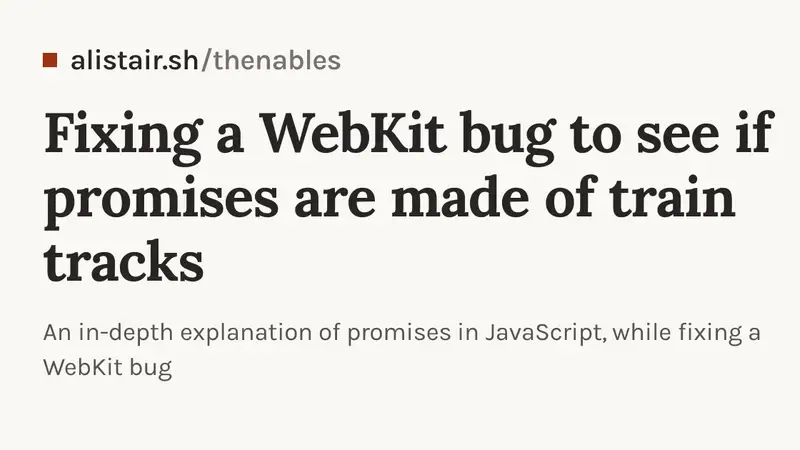 alistair.sh/thenables
Fixing a WebKit bug to see if
promises are made of train
tracks
An in-depth explanation of promises in JavaScript, while fixing a
WebKit bug